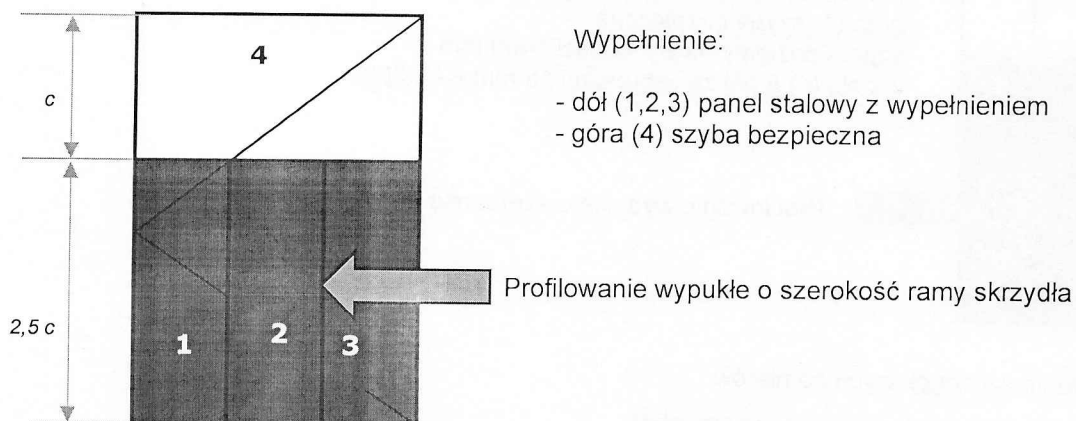 4
Wypełnienie:
c
- dół (1,2,3) panel stalowy z wypełnieniem
- góra (4) szyba bezpieczna
Profilowanie wypukłe o szerokość ramy skrzydła
2,5 c
1
2
3